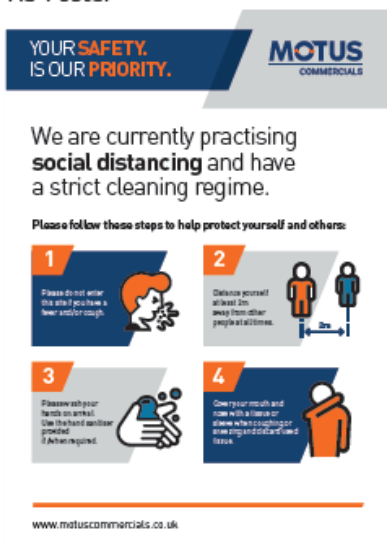 A3 Poster
YOUR SAFETY.
IS OUR PRIORITY.
MOTUS
COMMERCIALS
We are currently practising
social distancing and have
a strict cleaning regime.
Please follow these steps to help protect yourself and others:
1
Please do not enter
this site if you have a
fever and/or cough.
2
Distance yourself
at least 2m
away from other
people at all times.
2m
3
Please wash your
hands on arrival.
Use the hand sanitiser
provided
if/when required.
4
Cover your mouth and
nose with a tissue or
sleeve when coughing or
sneezing and discard used
tissue.
www.motuscommercials.co.uk